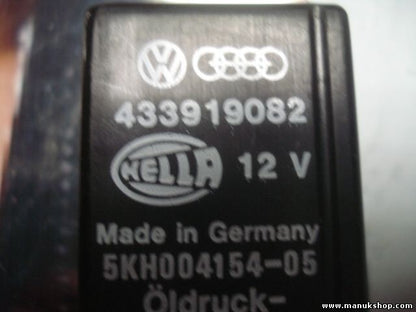 433919082
HELLA 12 V
Made in Germany
5KH004154-05
Öldruck-
www.manukshop.com